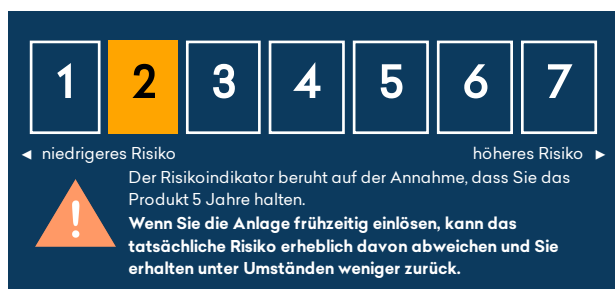 1 2 3 4 5 6 7
◄ niedrigeres Risiko höheres Risiko ►
!
Der Risikoindikator beruht auf der Annahme, dass Sie das
Produkt 5 Jahre halten.
Wenn Sie die Anlage frühzeitig einlösen, kann das
tatsächliche Risiko erheblich davon abweichen und Sie
erhalten unter Umständen weniger zurück.